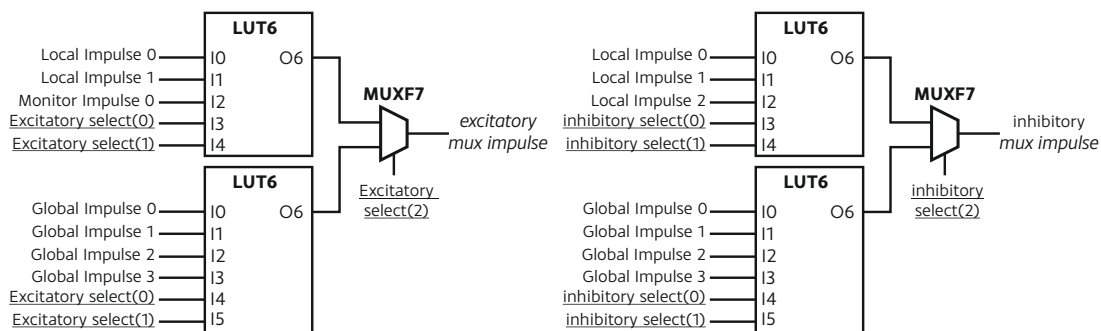 LUT6
Local Impulse 0
I0
O6
Local Impulse 1
I1
Monitor Impulse 0
I2
Excitatory select(0)
I3
Excitatory select(1)
I4
MUXF7
excitatory
mux impulse
Excitatory
select(2)
LUT6
Global Impulse 0
I0
O6
Global Impulse 1
I1
Global Impulse 2
I2
Global Impulse 3
I3
Excitatory select(0)
I4
Excitatory select(1)
I5
LUT6
Local Impulse 0
I0
O6
Local Impulse 1
I1
Local Impulse 2
I2
inhibitory select(0)
I3
inhibitory select(1)
I4
MUXF7
inhibitory
mux impulse
inhibitory
select(2)
LUT6
Global Impulse 0
I0
O6
Global Impulse 1
I1
Global Impulse 2
I2
Global Impulse 3
I3
inhibitory select(0)
I4
inhibitory select(1)
I5